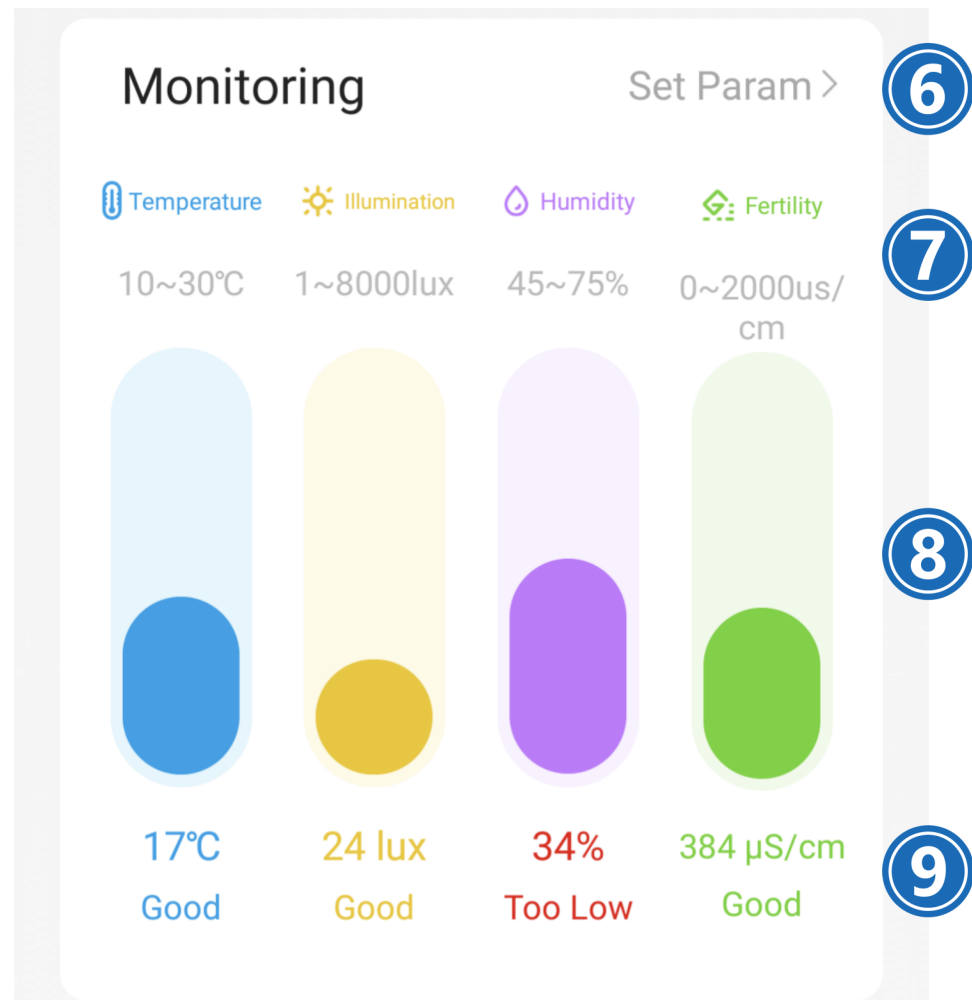 Monitoring
Set Param >
6
Temperature
Illumination
Humidity
Fertility
7
10~30℃
1~8000lux
45~75%
0~2000us/
cm
8
17℃
24 lux
34%
384 µS/cm
9
Good
Good
Too Low
Good